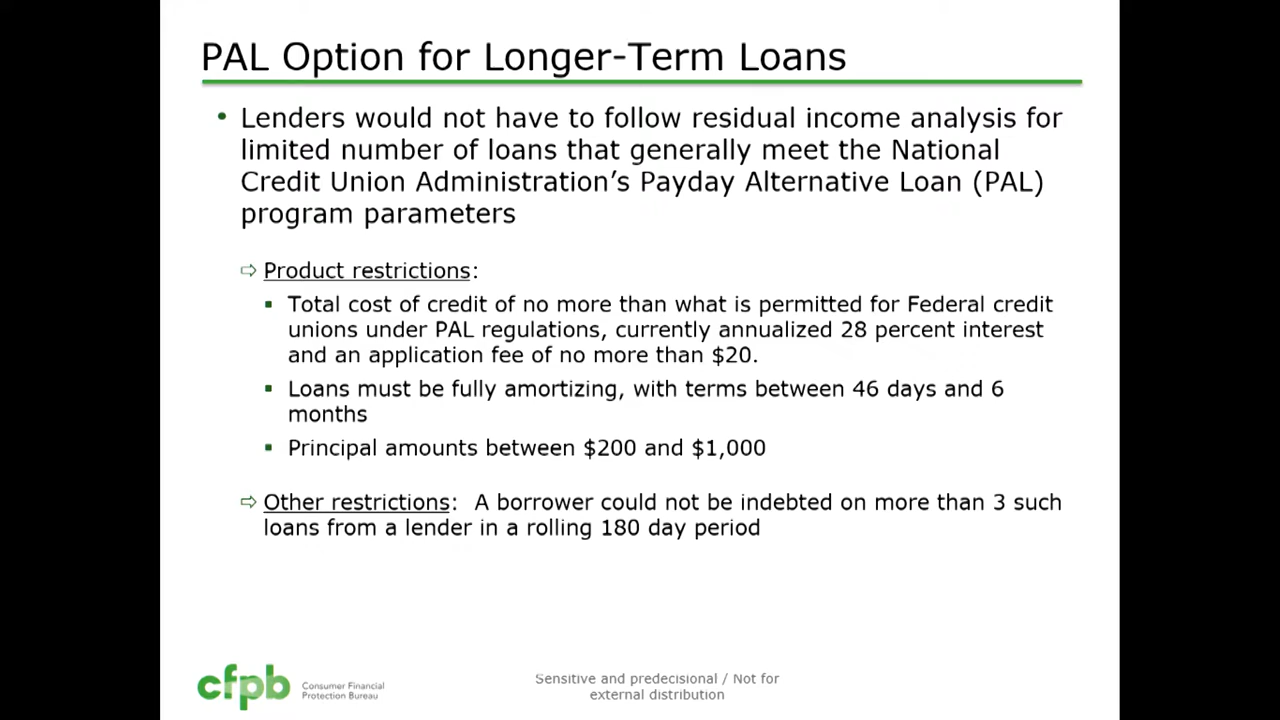 PAL Option for Longer-Term Loans
• Lenders would not have to follow residual income analysis for
limited number of loans that generally meet the National
Credit Union Administration’s Payday Alternative Loan (PAL)
program parameters
⇨ Product restrictions:
▪ Total cost of credit of no more than what is permitted for Federal credit
unions under PAL regulations, currently annualized 28 percent interest
and an application fee of no more than $20.
▪ Loans must be fully amortizing, with terms between 46 days and 6
months
▪ Principal amounts between $200 and $1,000
⇨ Other restrictions: A borrower could not be indebted on more than 3 such
loans from a lender in a rolling 180 day period
cfpb Consumer Financial
Protection Bureau
Sensitive and predecisional / Not for
external distribution